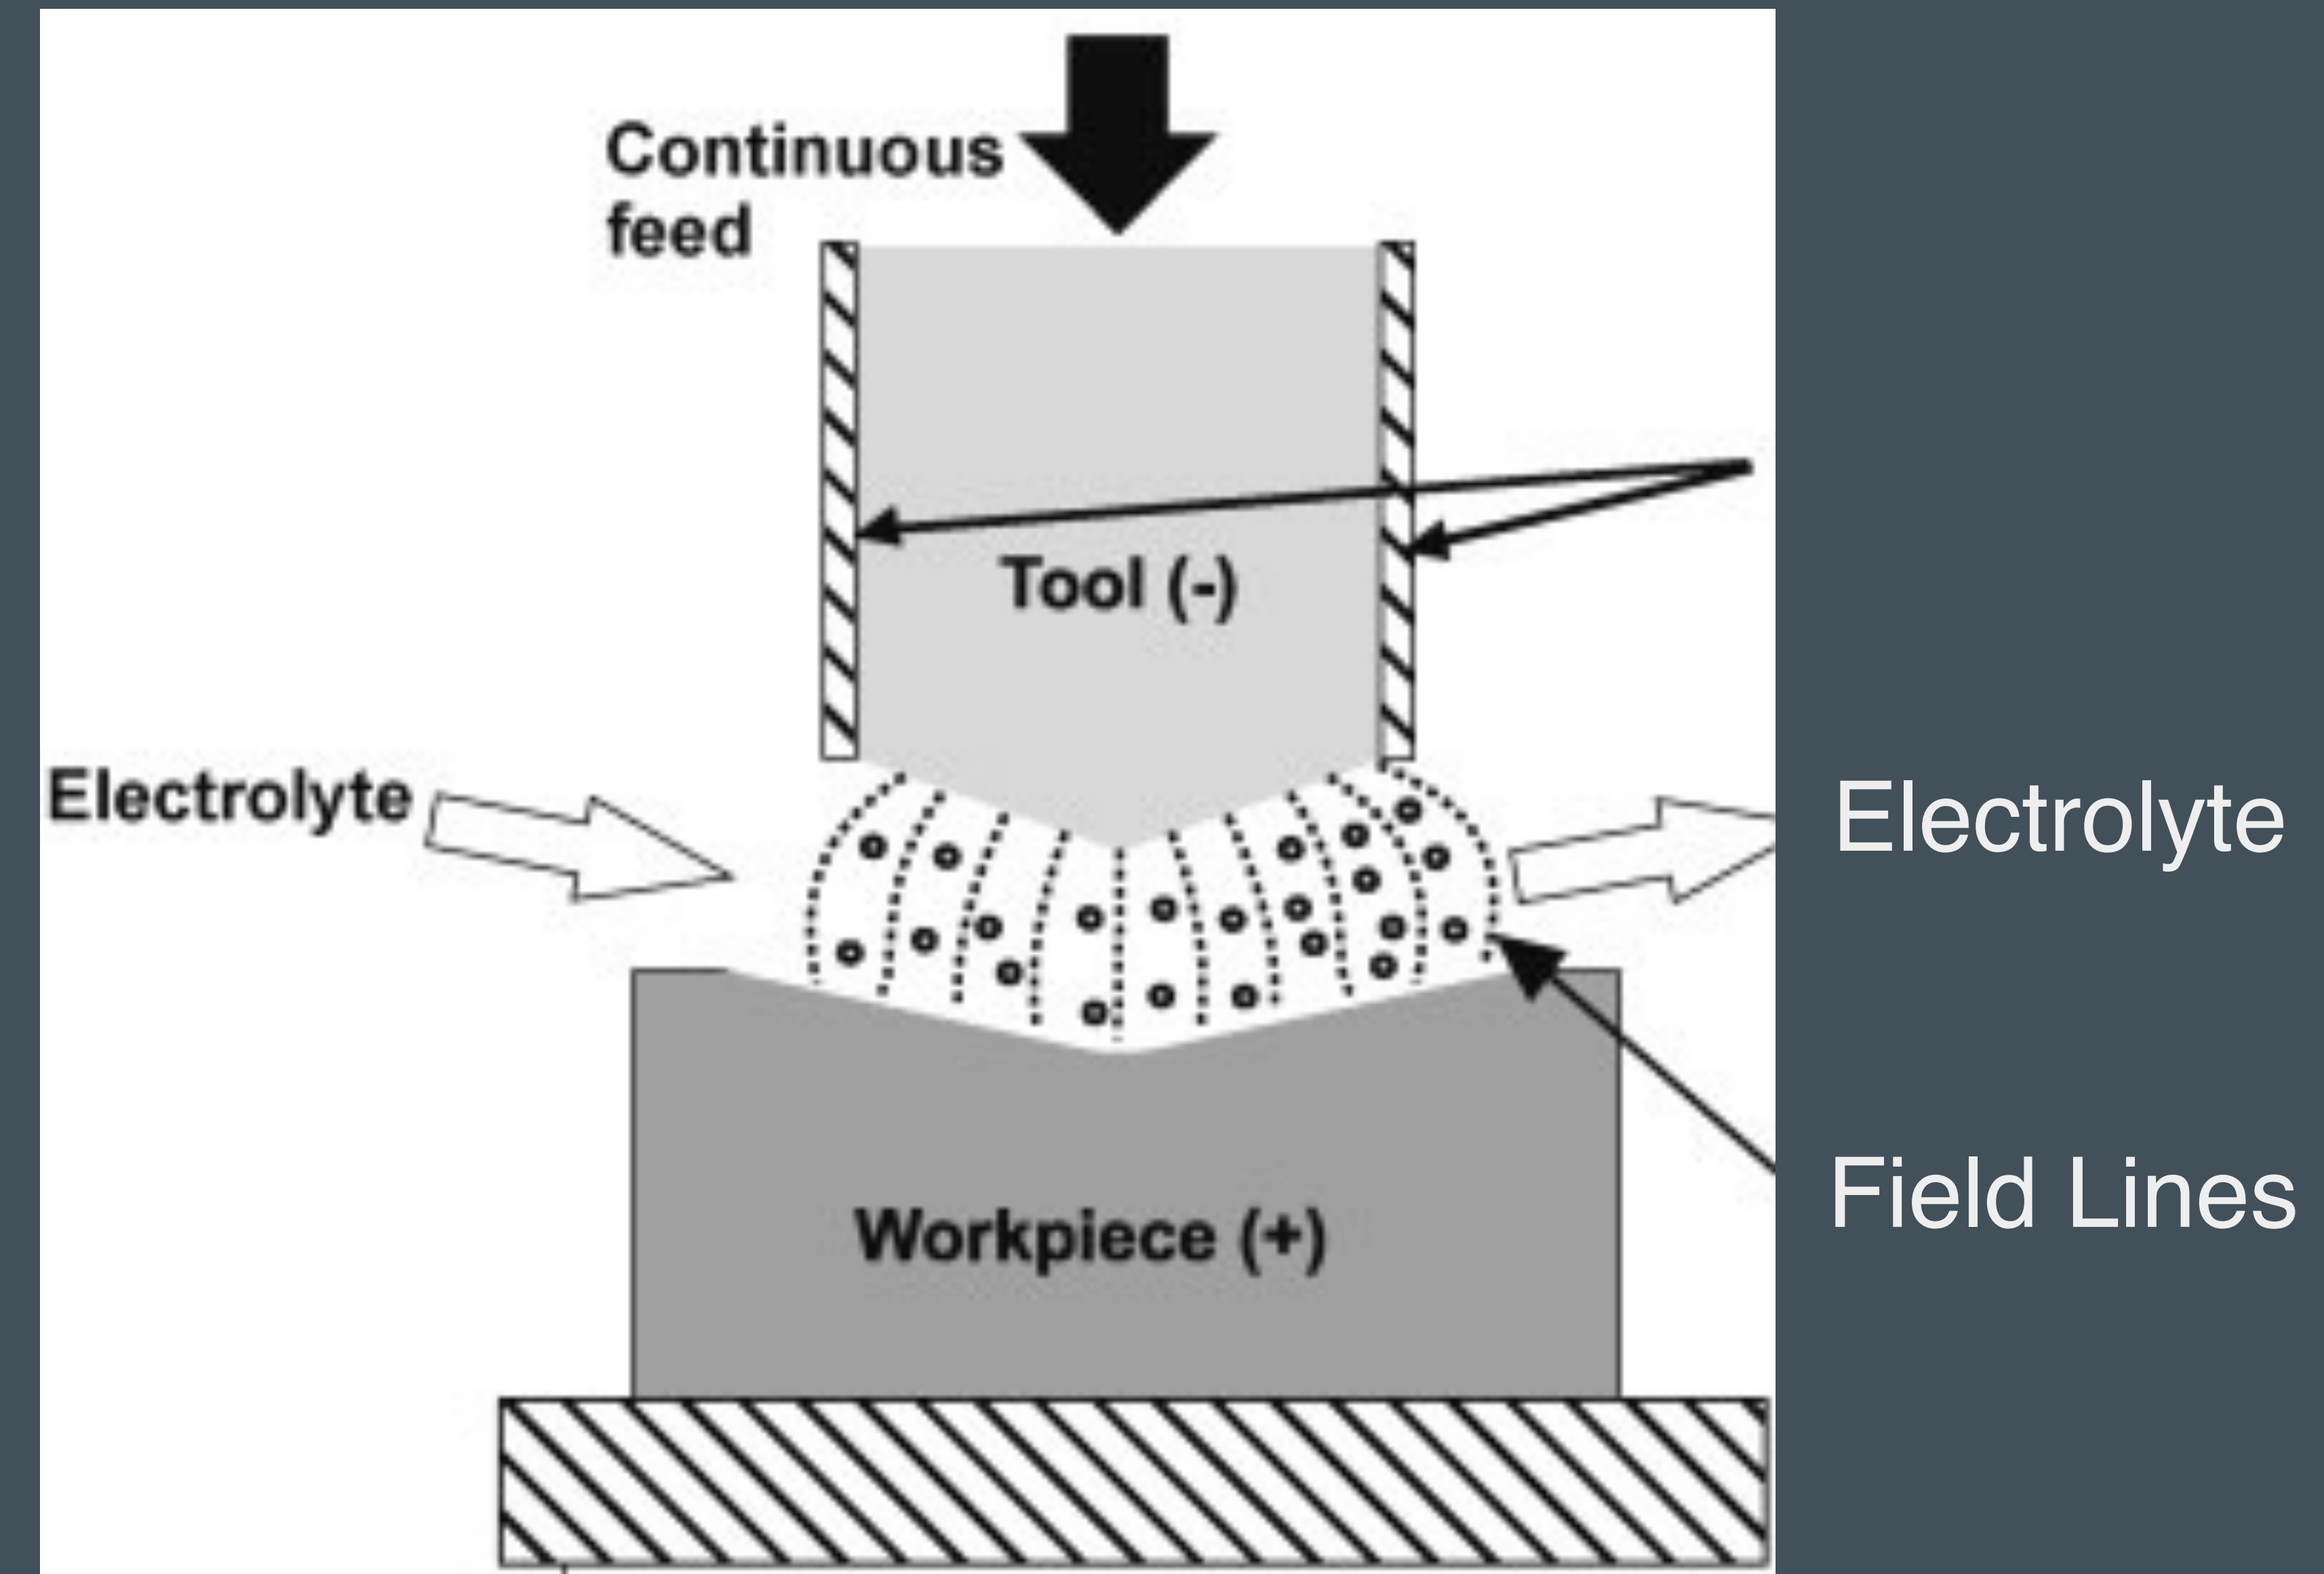 Continuous
feed
Tool (-)
Electrolyte
Electrolyte
Field Lines
Workpiece (+)